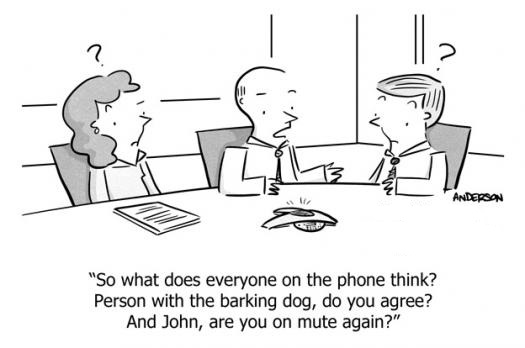 ?
?
ANDERSON
“So what does everyone on the phone think?
Person with the barking dog, do you agree?
And John, are you on mute again?”